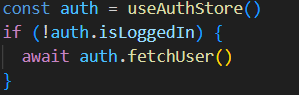 const auth = useAuthStore()
if (!auth.isLoggedIn) {
  await auth.fetchUser()
}